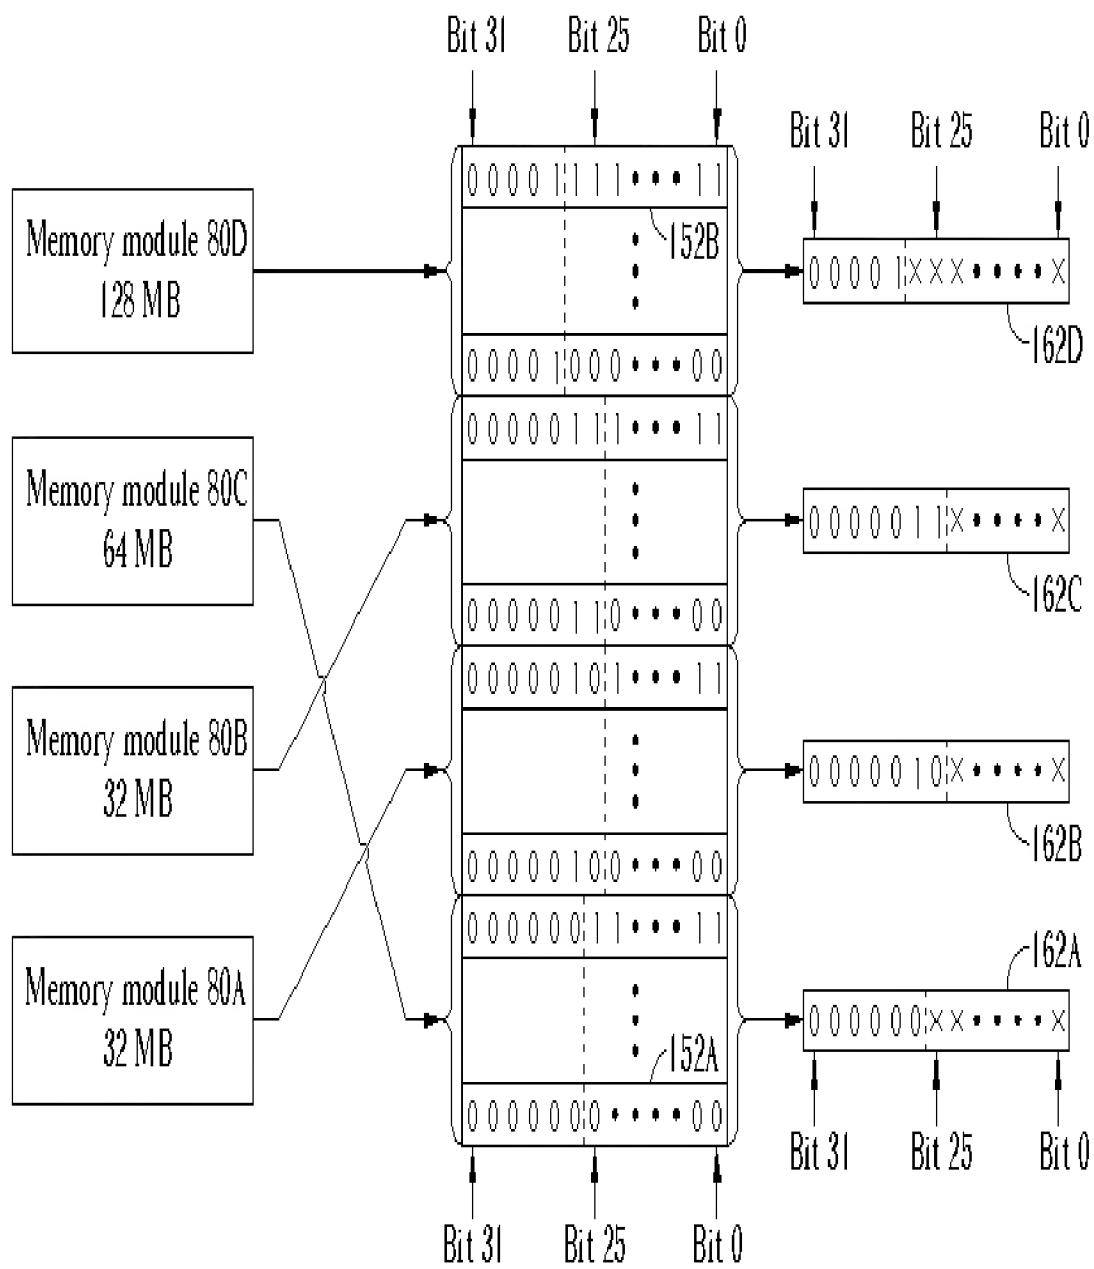 Bit 31 Bit 25 Bit 0
Bit 31 Bit 25 Bit 0
0 0 0 0 1 1 1 1 • • • 1 1
Memory module 80D
128 MB
152B
0 0 0 0 1 X X X • • • • X
162D
0 0 0 0 1 0 0 0 • • • 0 0
0 0 0 0 0 1 1 1 • • • 1 1
Memory module 80C
64 MB
0 0 0 0 0 1 1 X • • • • X
162C
0 0 0 0 0 1 1 0 • • • 0 0
0 0 0 0 0 1 0 1 • • • 1 1
Memory module 80B
32 MB
0 0 0 0 0 1 0 X • • • • X
162B
0 0 0 0 0 1 0 0 • • • 0 0
0 0 0 0 0 0 1 1 • • • 1 1
162A
Memory module 80A
32 MB
0 0 0 0 0 0 X X • • • • X
152A
0 0 0 0 0 0 0 • • • • 0 0
Bit 31 Bit 25 Bit 0
Bit 31 Bit 25 Bit 0